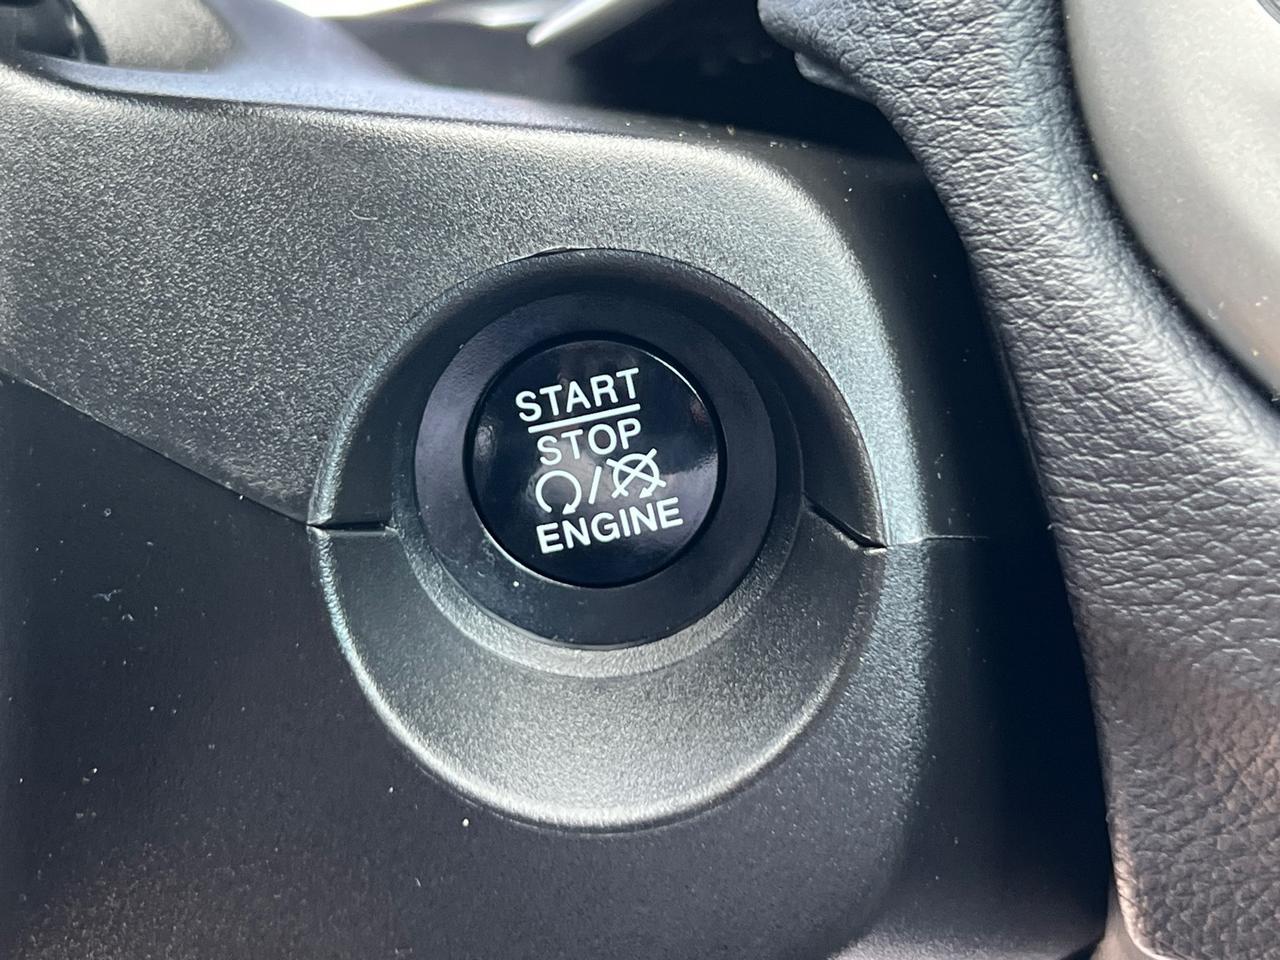 START
STOP
/
ENGINE